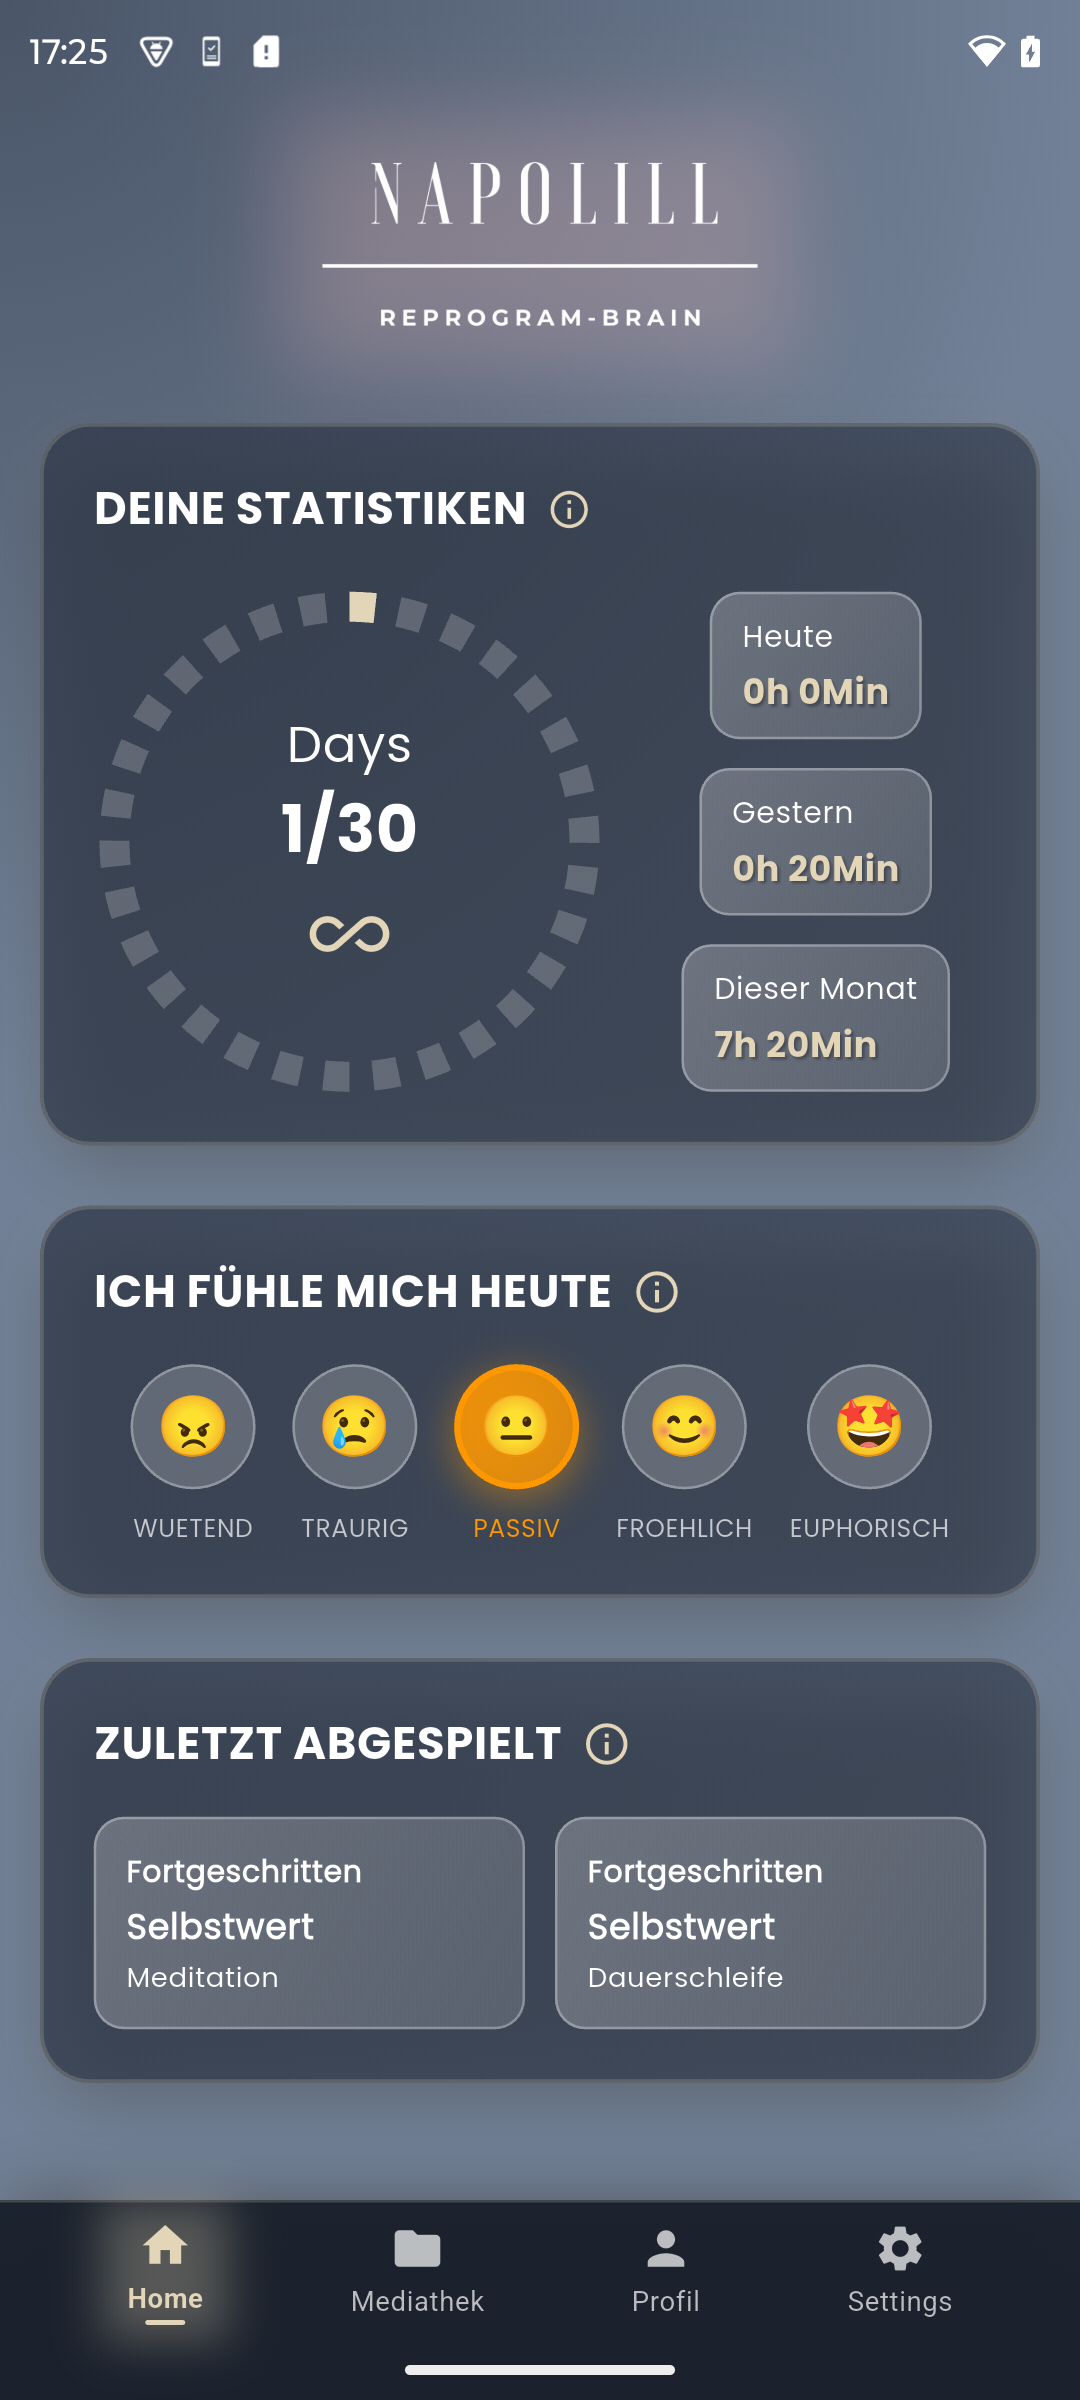 17:25
NAPOLILL
REPROGRAM-BRAIN
DEINE STATISTIKEN
Days
1/30
Heute
0h 0Min
Gestern
0h 20Min
Dieser Monat
7h 20Min
ICH FÜHLE MICH HEUTE
WUETEND TRAURIG PASSIV FROEHLICH EUPHORISCH
ZULETZT ABGESPIELT
Fortgeschritten
Selbstwert
Meditation
Fortgeschritten
Selbstwert
Dauerschleife
Home Mediathek Profil Settings